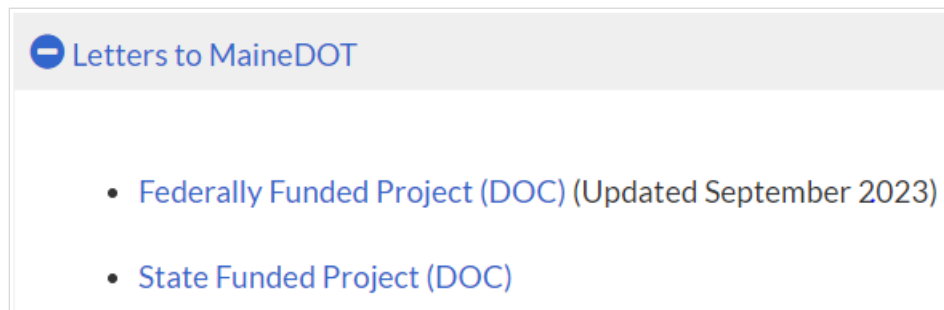 Letters to MaineDOT
Federally Funded Project (DOC) (Updated September 2023)
State Funded Project (DOC)